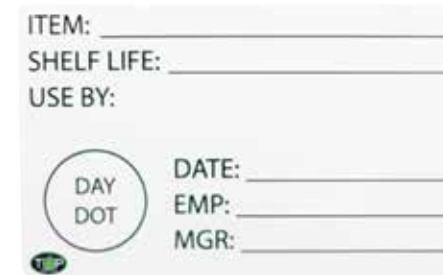 ITEM:
SHELF LIFE:
USE BY:
DAY
DOT
DATE:
EMP:
MGR: